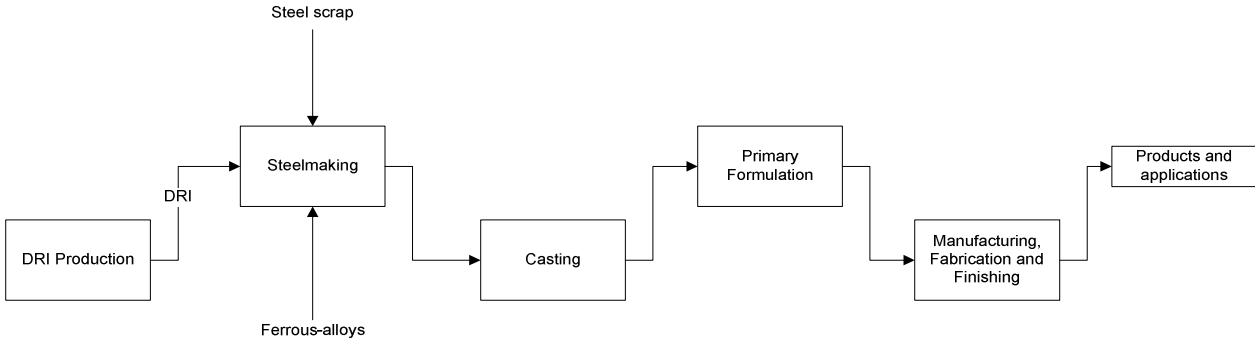 Steel scrap
Steelmaking
DRI
DRI Production
Ferrous-alloys
Casting
Primary
Formulation
Manufacturing,
Fabrication and
Finishing
Products and
applications